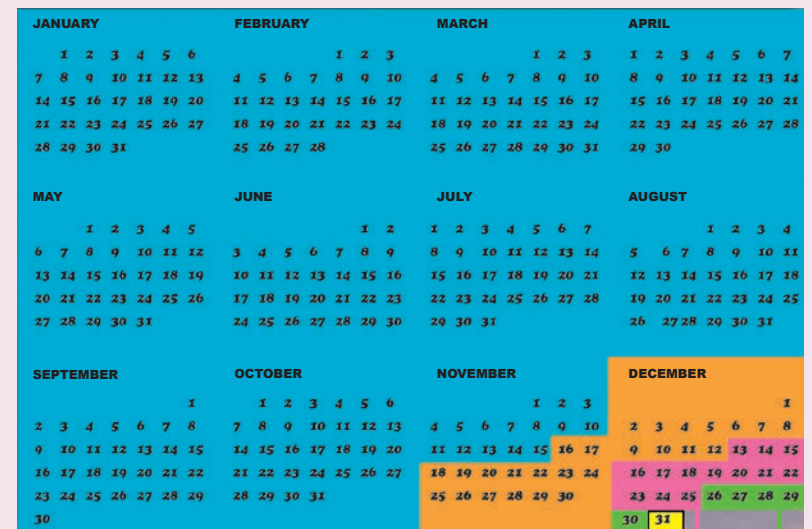 JANUARY FEBRUARY MARCH APRIL
1 2 3 4 5 6 1 2 3 1 2 3 1 2 3 4 5 6 7
7 8 9 10 11 12 13 4 5 6 7 8 9 10 4 5 6 7 8 9 10 8 9 10 11 12 13 14
14 15 16 17 18 19 20 11 12 13 14 15 16 17 11 12 13 14 15 16 17 15 16 17 18 19 20 21
21 22 23 24 25 26 27 18 19 20 21 22 23 24 18 19 20 21 22 23 24 22 23 24 25 26 27 28
28 29 30 31 25 26 27 28 25 26 27 28 29 30 31 29 30
MAY JUNE JULY AUGUST
1 2 3 4 5 1 2 1 2 3 4 5 6 7 1 2 3 4
6 7 8 9 10 11 12 3 4 5 6 7 8 9 8 9 10 11 12 13 14 5 6 7 8 9 10 11
13 14 15 16 17 18 19 10 11 12 13 14 15 16 15 16 17 18 19 20 21 12 13 14 15 16 17 18
20 21 22 23 24 25 26 17 18 19 20 21 22 23 22 23 24 25 26 27 28 19 20 21 22 23 24 25
27 28 29 30 31 24 25 26 27 28 29 30 29 30 31 26 27 28 29 30 31
SEPTEMBER OCTOBER NOVEMBER DECEMBER
1 1 2 3 4 5 6 1 2 3 1
2 3 4 5 6 7 8 7 8 9 10 11 12 13 4 5 6 7 8 9 10 2 3 4 5 6 7 8
9 10 11 12 13 14 15 14 15 16 17 18 19 20 11 12 13 14 15 16 17 9 10 11 12 13 14 15
16 17 18 19 20 21 22 21 22 23 24 25 26 27 18 19 20 21 22 23 24 16 17 18 19 20 21 22
23 24 25 26 27 28 29 28 29 30 31 25 26 27 28 29 30 23 24 25 26 27 28 29
30 30 31